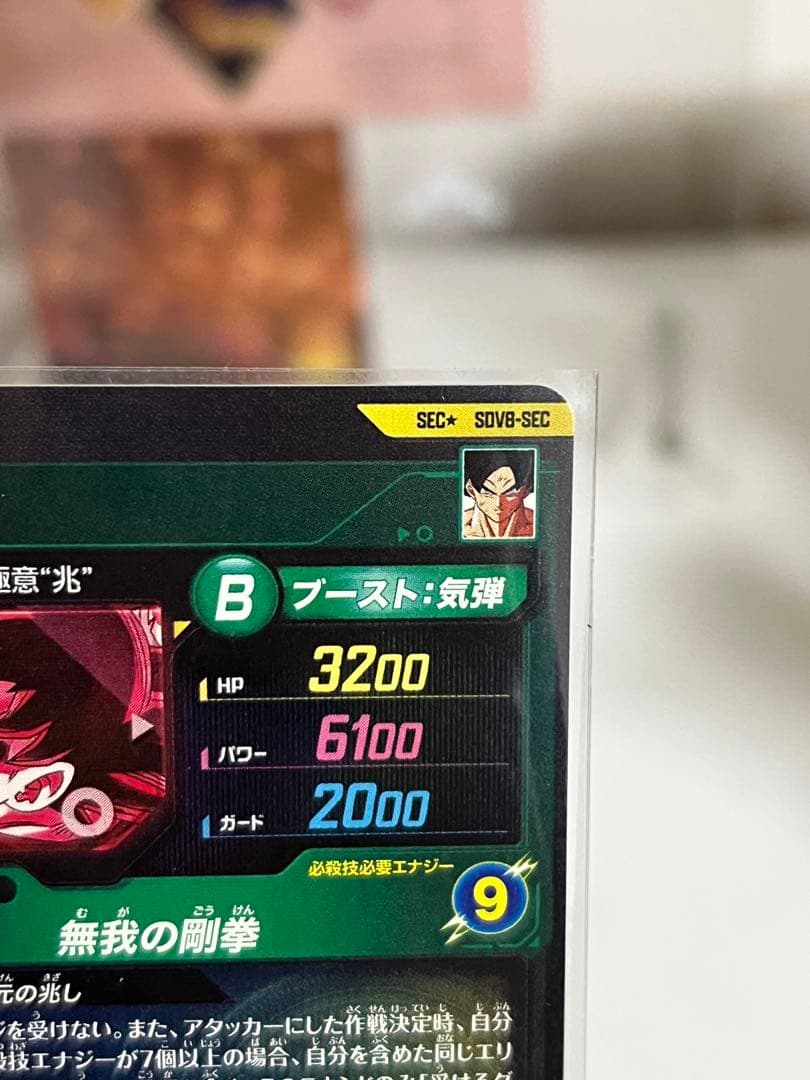 SEC★ SDV8-SEC
極意“兆”
B ブースト:気弾
HP 3200
パワー 6100
ガード 2000
必殺技必要エナジー
9
無我の剛拳
元の兆し
ジを受けない。また、アタッカーにした作戦決定時、自分
殺技エナジーが7個以上の場合、自分を含めた同じエリ